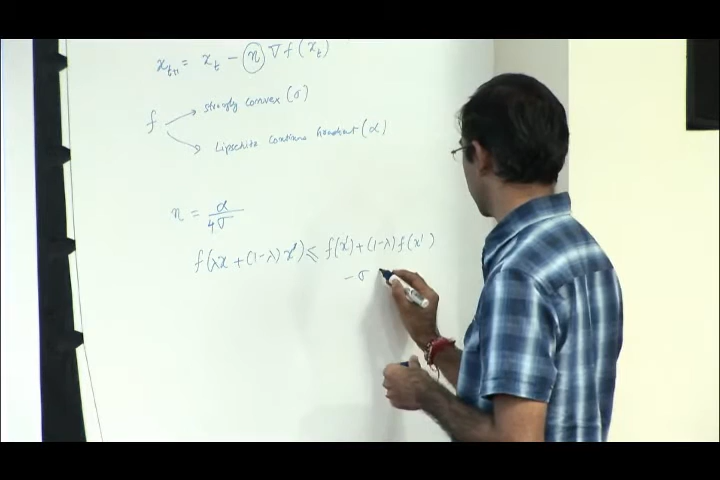 x_{t+1} = x_t - η ∇f(x_t)
f → strongly convex (σ)
→ Lipschitz continuous gradient (α)
η = α / 4σ
f(λx + (1-λ)x') ≤ f(x') + (1-λ) f(x')
- σ